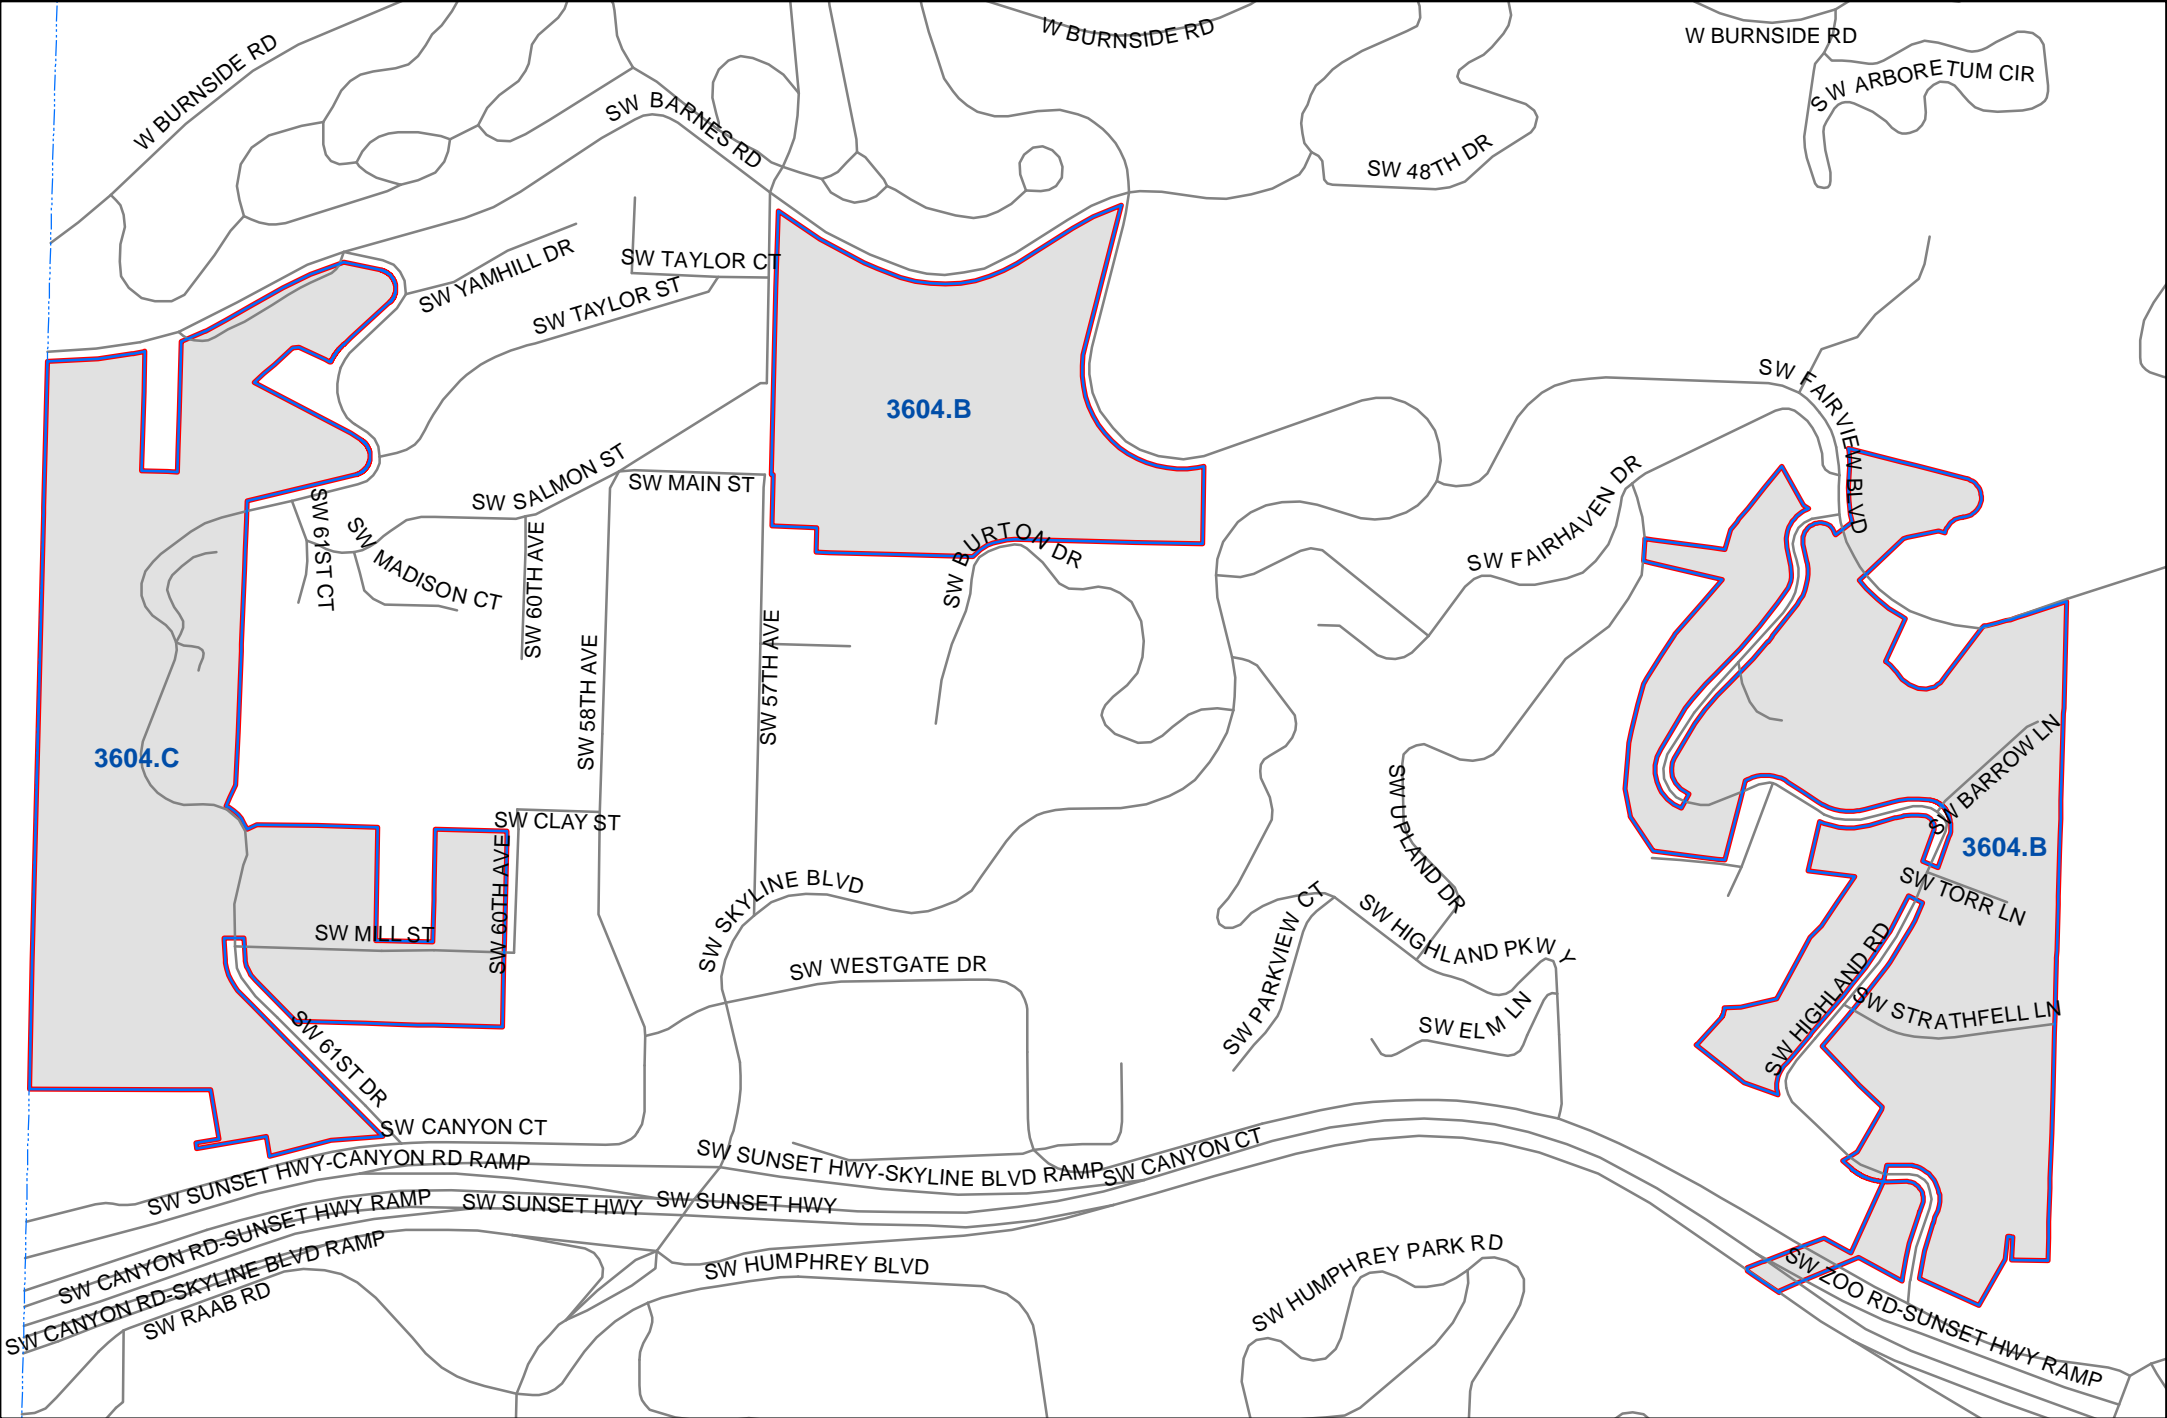 W BURNSIDE RD
W BURNSIDE RD
W BURNSIDE RD
SW ARBORETUM CIR
SW BARNES RD
SW 48TH DR
SW YAMHILL DR
SW TAYLOR CT
SW TAYLOR ST
SW FAIRVIEW BLVD
3604.B
SW SALMON ST
SW MAIN ST
SW FAIRHAVEN DR
SW 61ST CT
SW MADISON CT
SW 60TH AVE
SW BURTON DR
SW 58TH AVE
SW 57TH AVE
3604.C
SW BARROW LN
SW UPLAND DR
SW CLAY ST
SW 60TH AVE
3604.B
SW SKYLINE BLVD
SW TORR LN
SW PARKVIEW CT
SW HIGHLAND PKWY
SW MILL ST
SW WESTGATE DR
SW HIGHLAND RD
SW STRATHFELL LN
SW ELM LN
SW 61ST DR
SW CANYON CT
SW SUNSET HWY-CANYON RD RAMP
SW SUNSET HWY-SKYLINE BLVD RAMP
SW CANYON CT
SW CANYON RD-SUNSET HWY RAMP
SW SUNSET HWY
SW SUNSET HWY
SW CANYON RD-SKYLINE BLVD RAMP
SW RAAB RD
SW HUMPHREY BLVD
SW HUMPHREY PARK RD
SW ZOO RD-SUNSET HWY RAMP